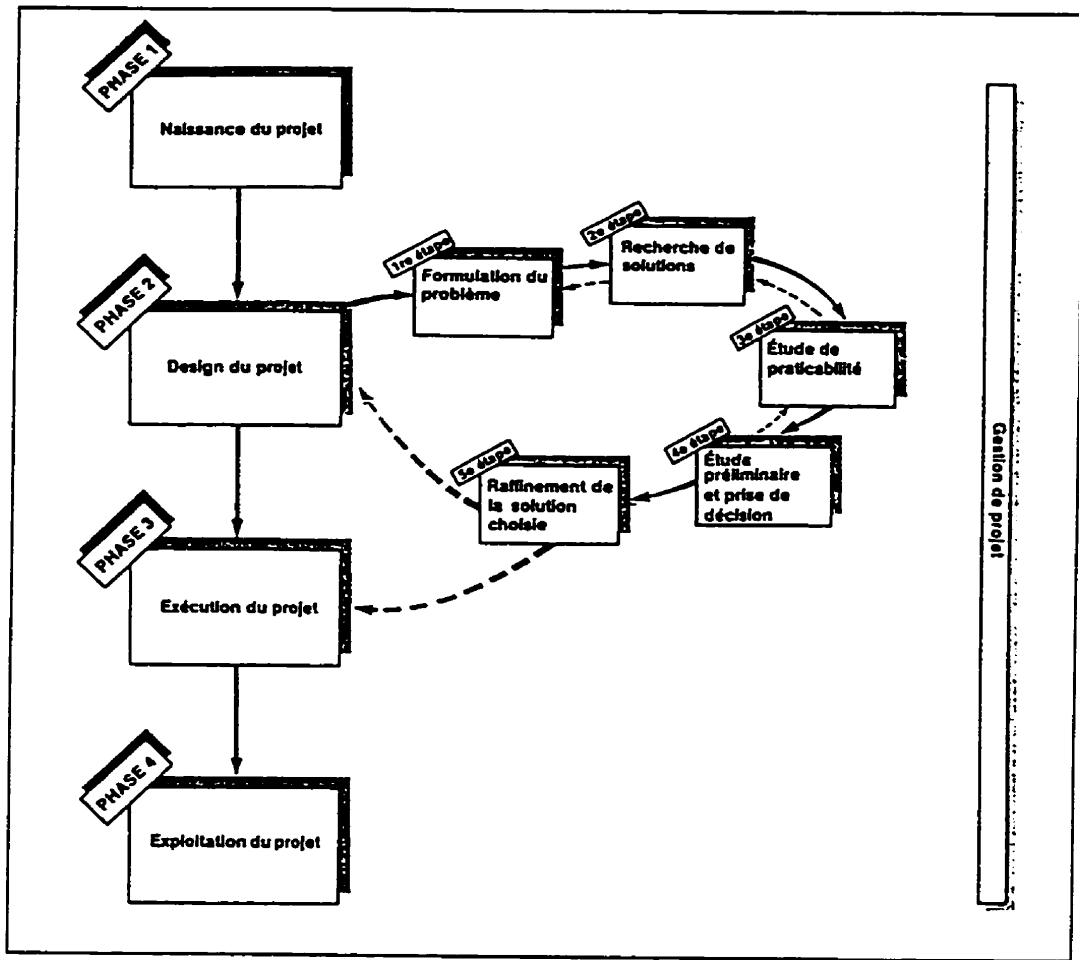 PHASE 1
Naissance du projet
PHASE 2
Design du projet
1re étape
Formulation du
problème
2e étape
Recherche de
solutions
3e étape
Étude de
praticabilité
4e étape
Étude
préliminaire
et prise de
décision
5e étape
Raffinement de
la solution
choisie
PHASE 3
Exécution du projet
PHASE 4
Exploitation du projet
Gestion de projet